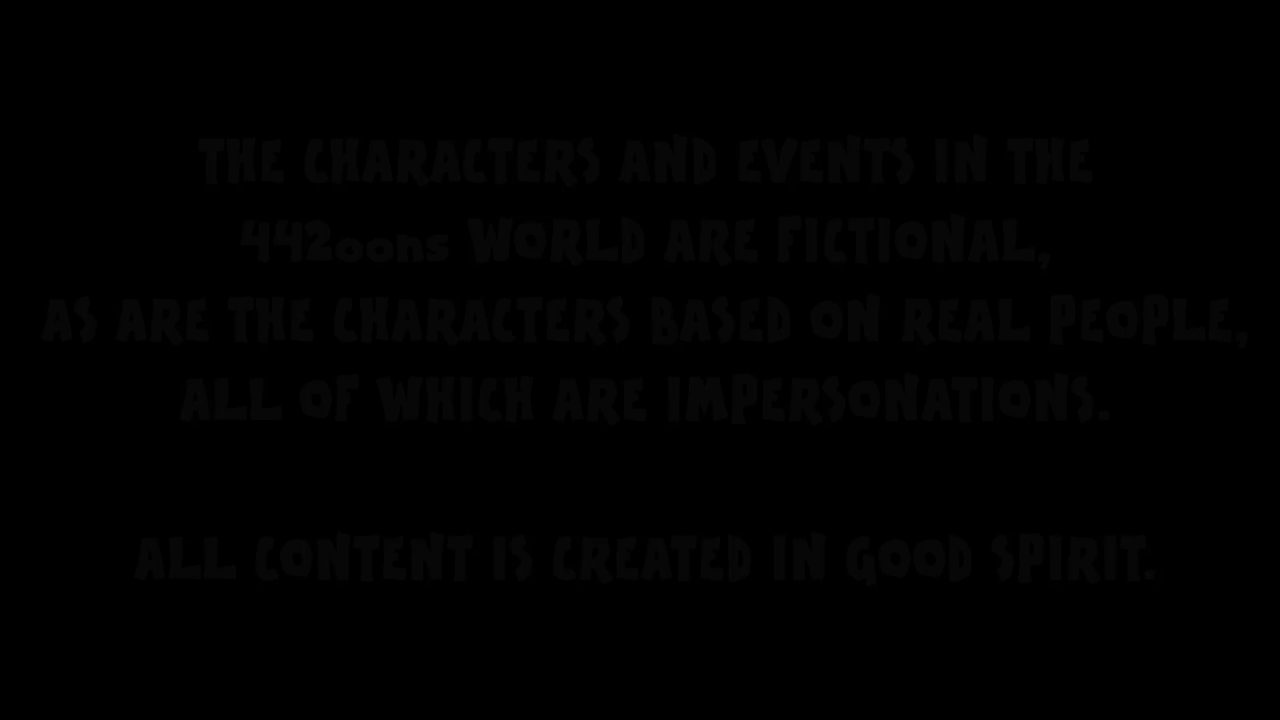 THE CHARACTERS AND EVENTS IN THE
442oons WORLD ARE FICTIONAL,
AS ARE THE CHARACTERS BASED ON REAL PEOPLE,
ALL OF WHICH ARE IMPERSONATIONS.
ALL CONTENT IS CREATED IN GOOD SPIRIT.